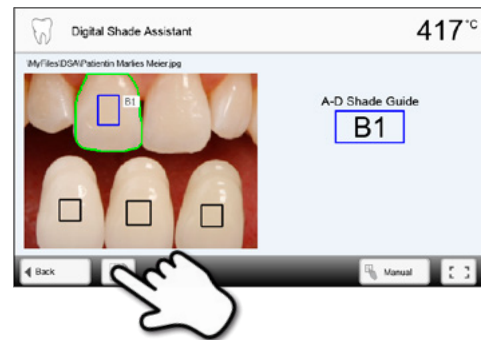 Digital Shade Assistant
417°C
\MyFiles\DSA\Patientin Marlies Meier.jpg
B1
A-D Shade Guide
B1
Back
Manual